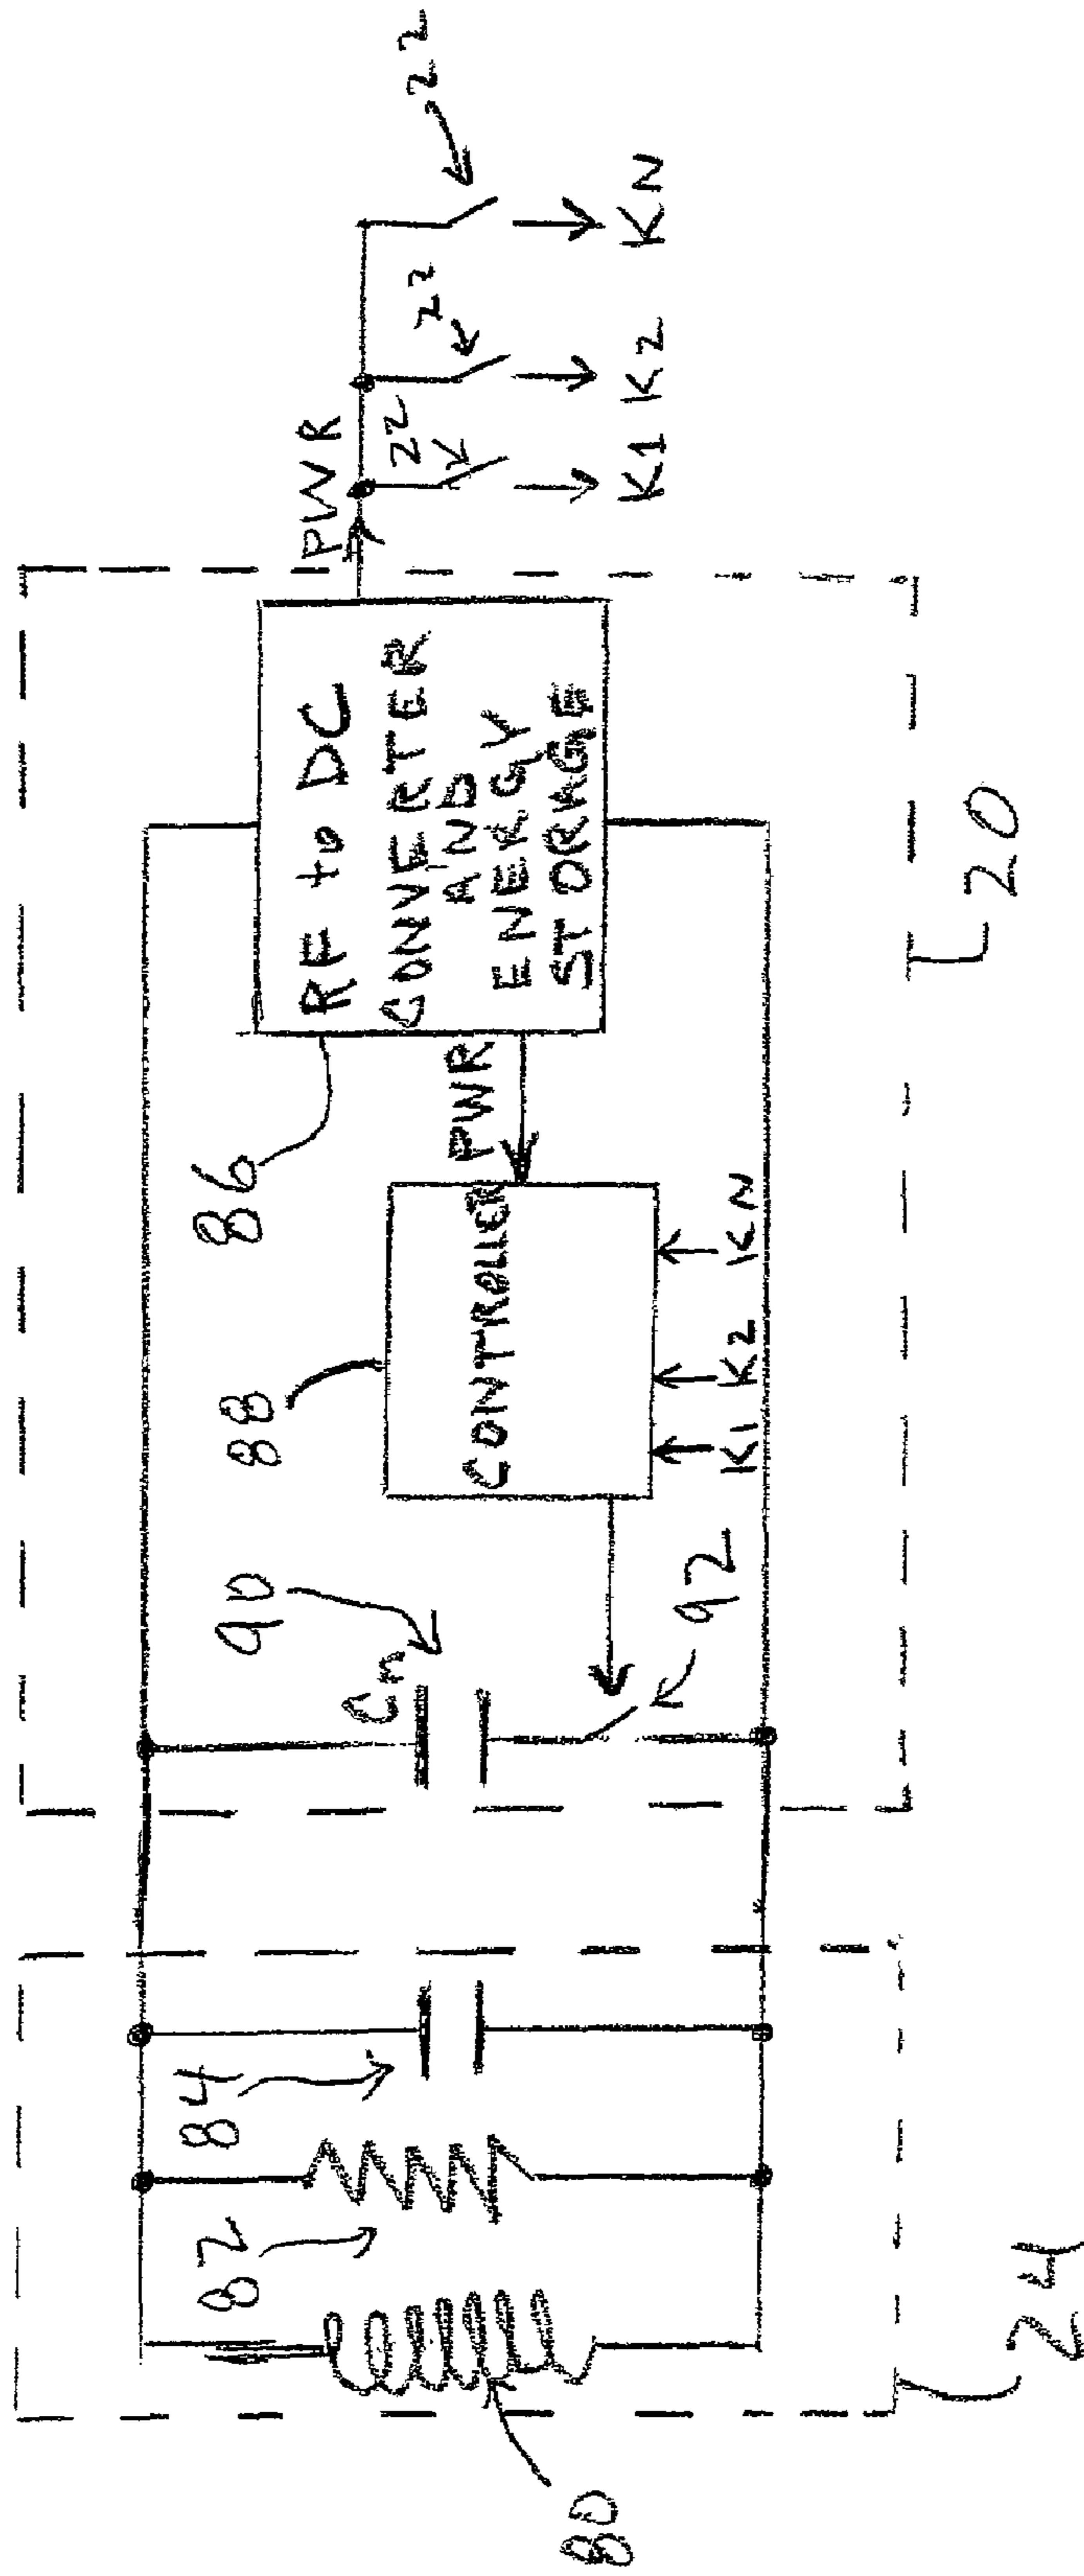 22
22
22
PWR
K1
K2
KN
RF to DC
CONVERTER
AND
ENERGY
STORAGE
86
PWR
CONTROLLER
88
K1
K2
KN
90
Cn
92
20
84
82
80
24